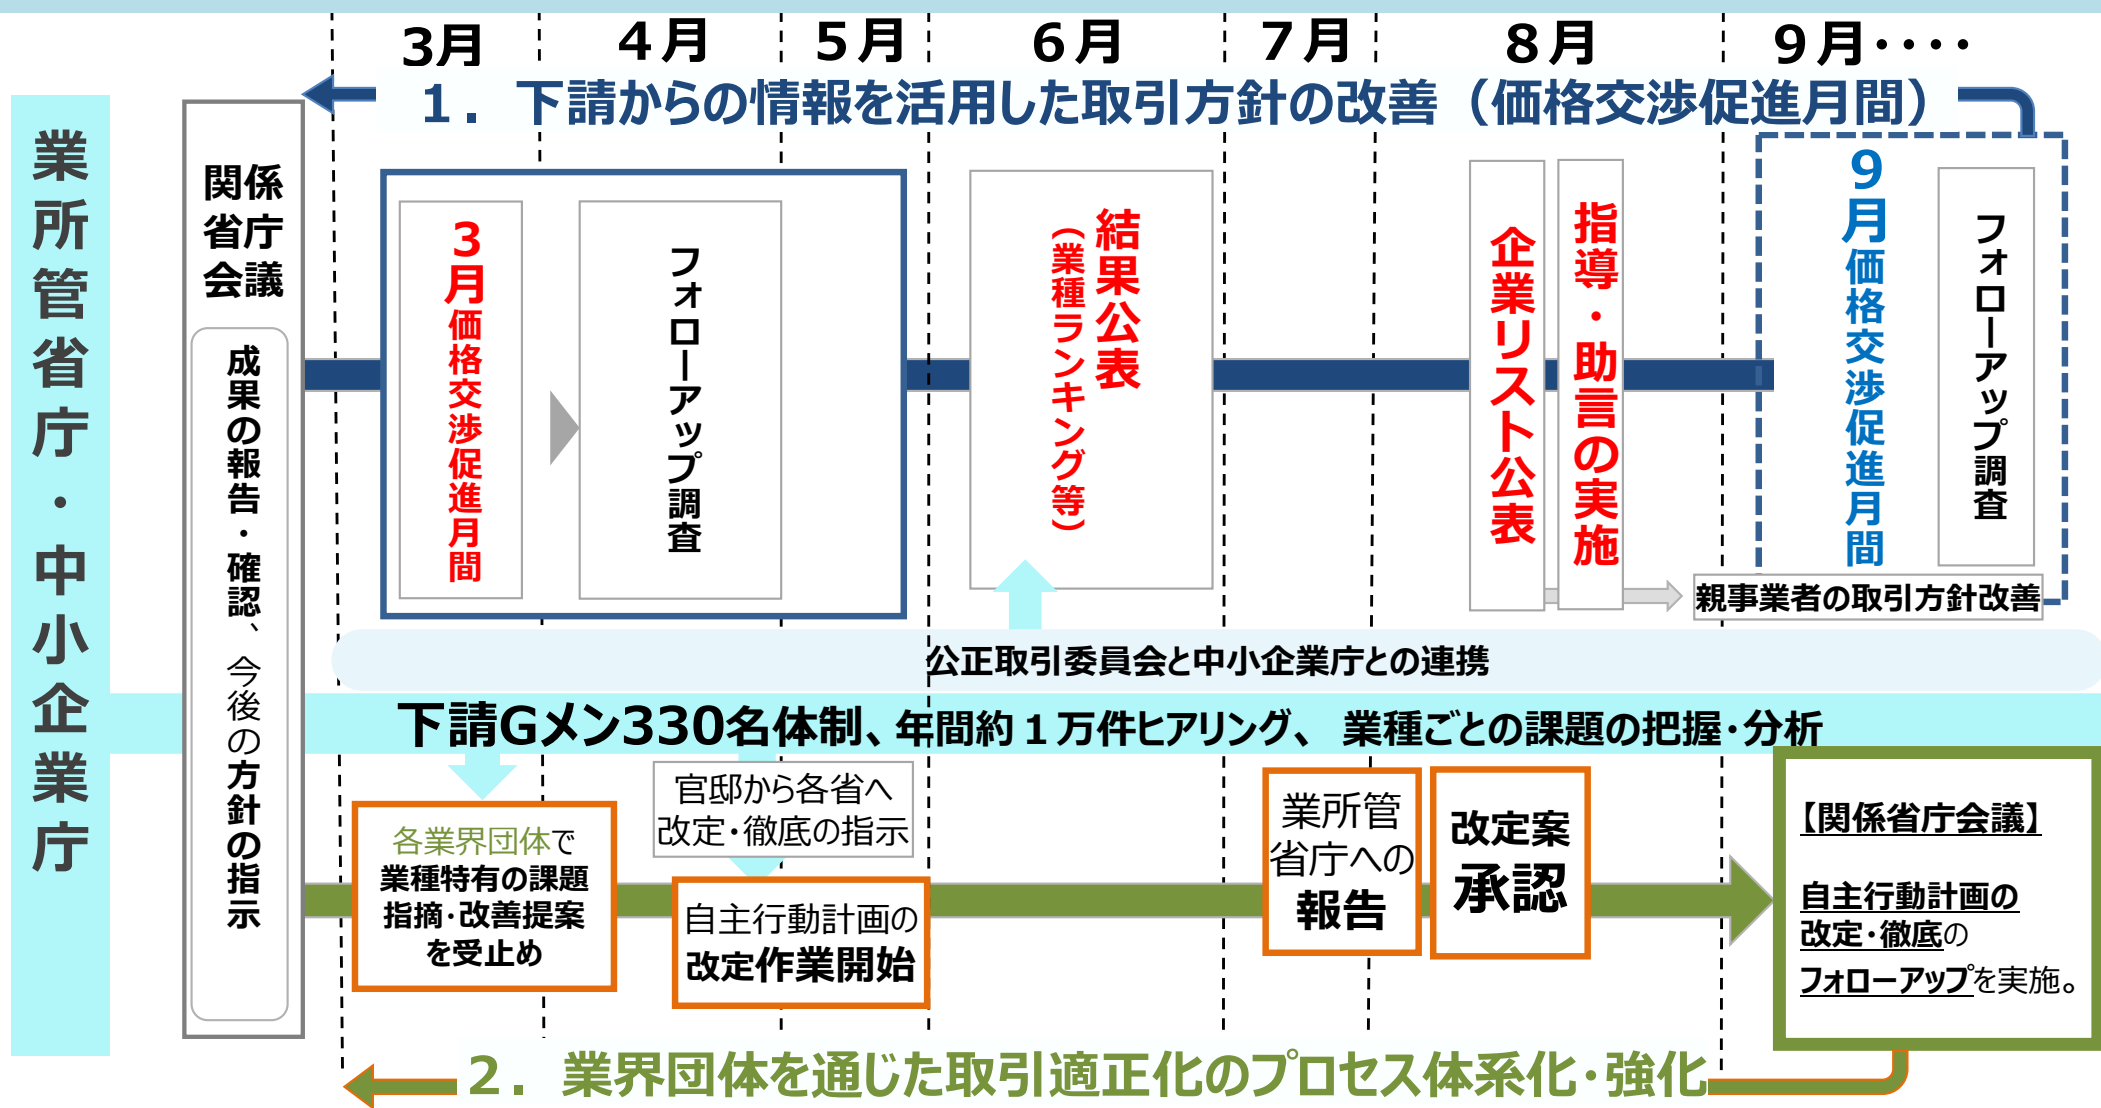 3月
４月
５月
６月
７月
８月
９月・・・・
１．下請からの情報を活用した取引方針の改善（価格交渉促進月間）
業所管省庁・中小企業庁
関係
省庁
会議
成果の報告・確認、今後の方針の指示
３月価格交渉促進月間
フォローアップ調査
結果公表
（業種ランキング等）
企業リスト公表
指導・助言の実施
９月価格交渉促進月間
フォローアップ調査
親事業者の取引方針改善
公正取引委員会と中小企業庁との連携
下請Gメン330名体制、年間約１万件ヒアリング、 業種ごとの課題の把握・分析
各業界団体で
業種特有の課題
指摘・改善提案
を受止め
官邸から各省へ
改定・徹底の指示
自主行動計画の
改定作業開始
業所管
省庁への
報告
改定案
承認
【関係省庁会議】
自主行動計画の
改定・徹底の
フォローアップを実施。
２．業界団体を通じた取引適正化のプロセス体系化・強化